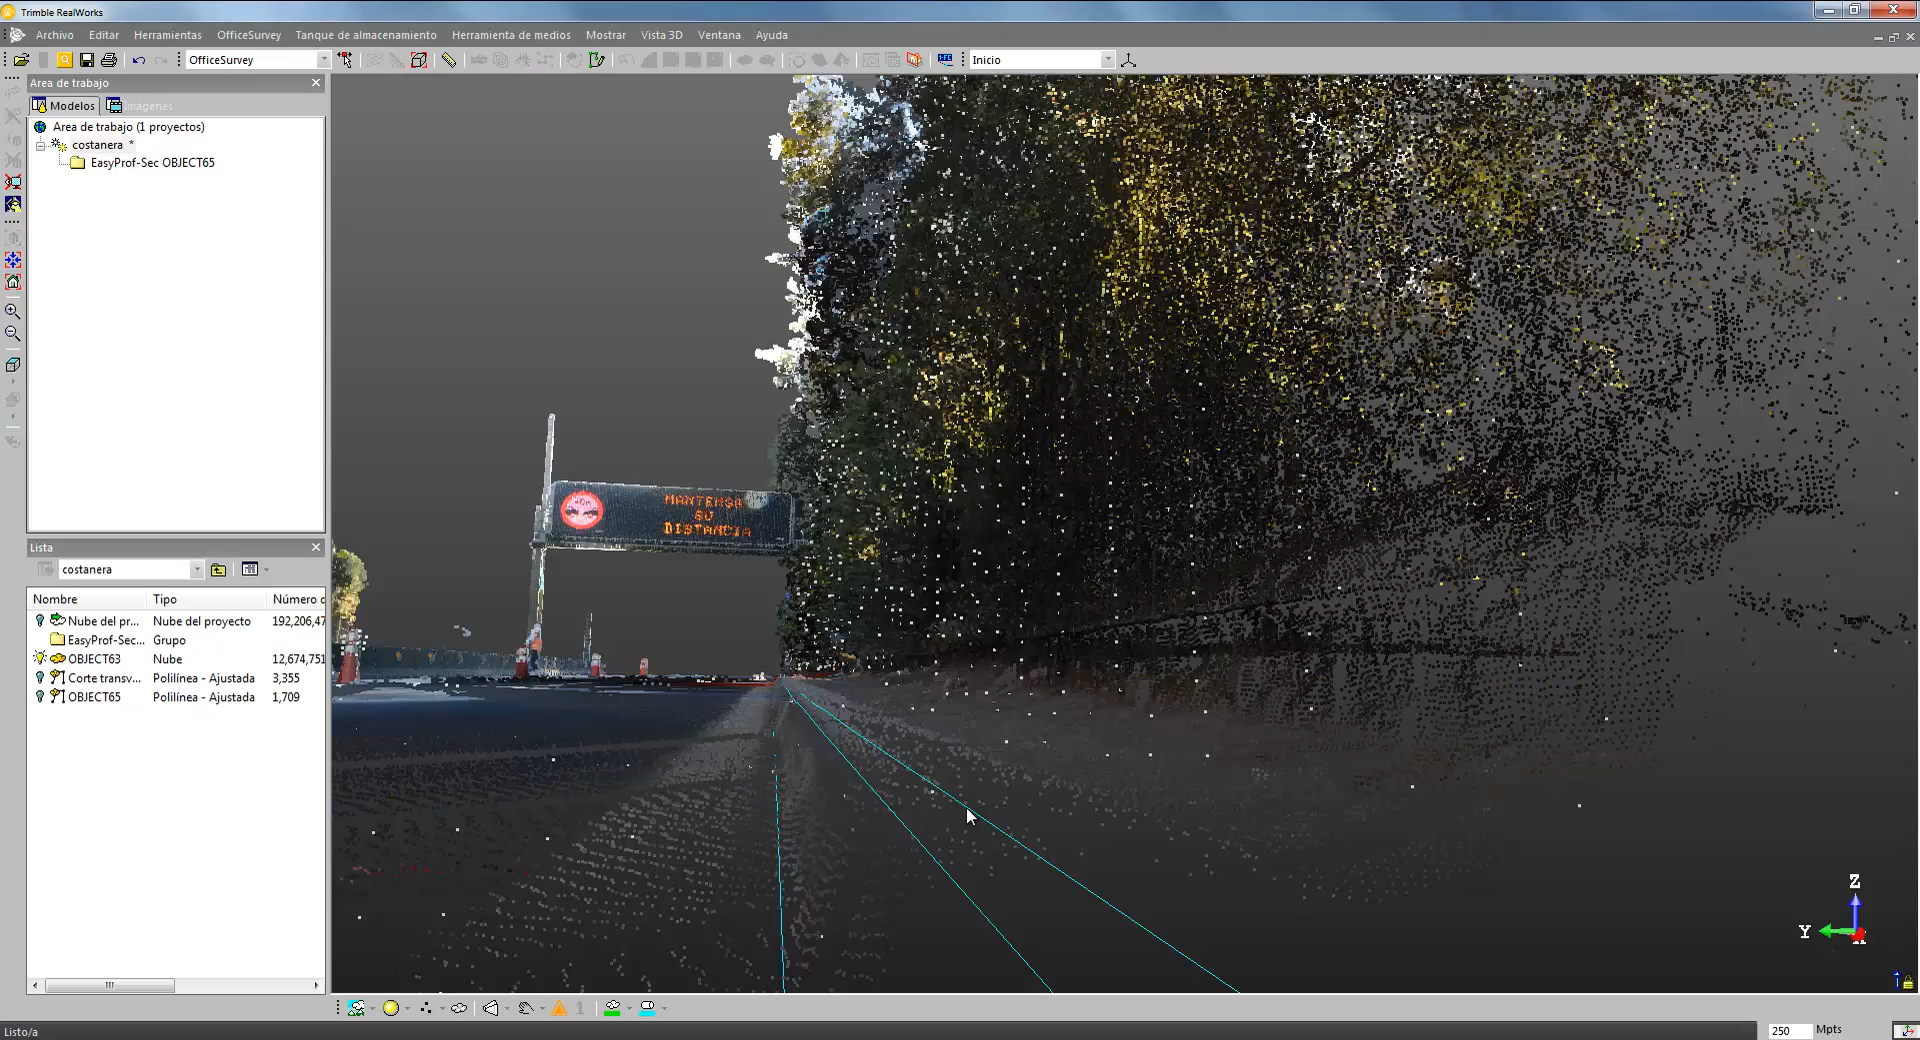 Trimble RealWorks
Archivo Editar Herramientas OfficeSurvey Tanque de almacenamiento Herramienta de medios Mostrar Vista 3D Ventana Ayuda
OfficeSurvey Inicio
Area de trabajo
Modelos Imágenes
Area de trabajo (1 proyectos)
costanera *
EasyProf-Sec OBJECT65
MANTENGA
SU
DISTANCIA
Lista
costanera
Nombre Tipo Número c
Nube del pr... Nube del proyecto 192,206,47
EasyProf-Sec... Grupo
OBJECT63 Nube 12,674,751
Corte transv... Polilínea - Ajustada 3,355
OBJECT65 Polilínea - Ajustada 1,709
Z
Y
1
Listo/a
250 Mpts